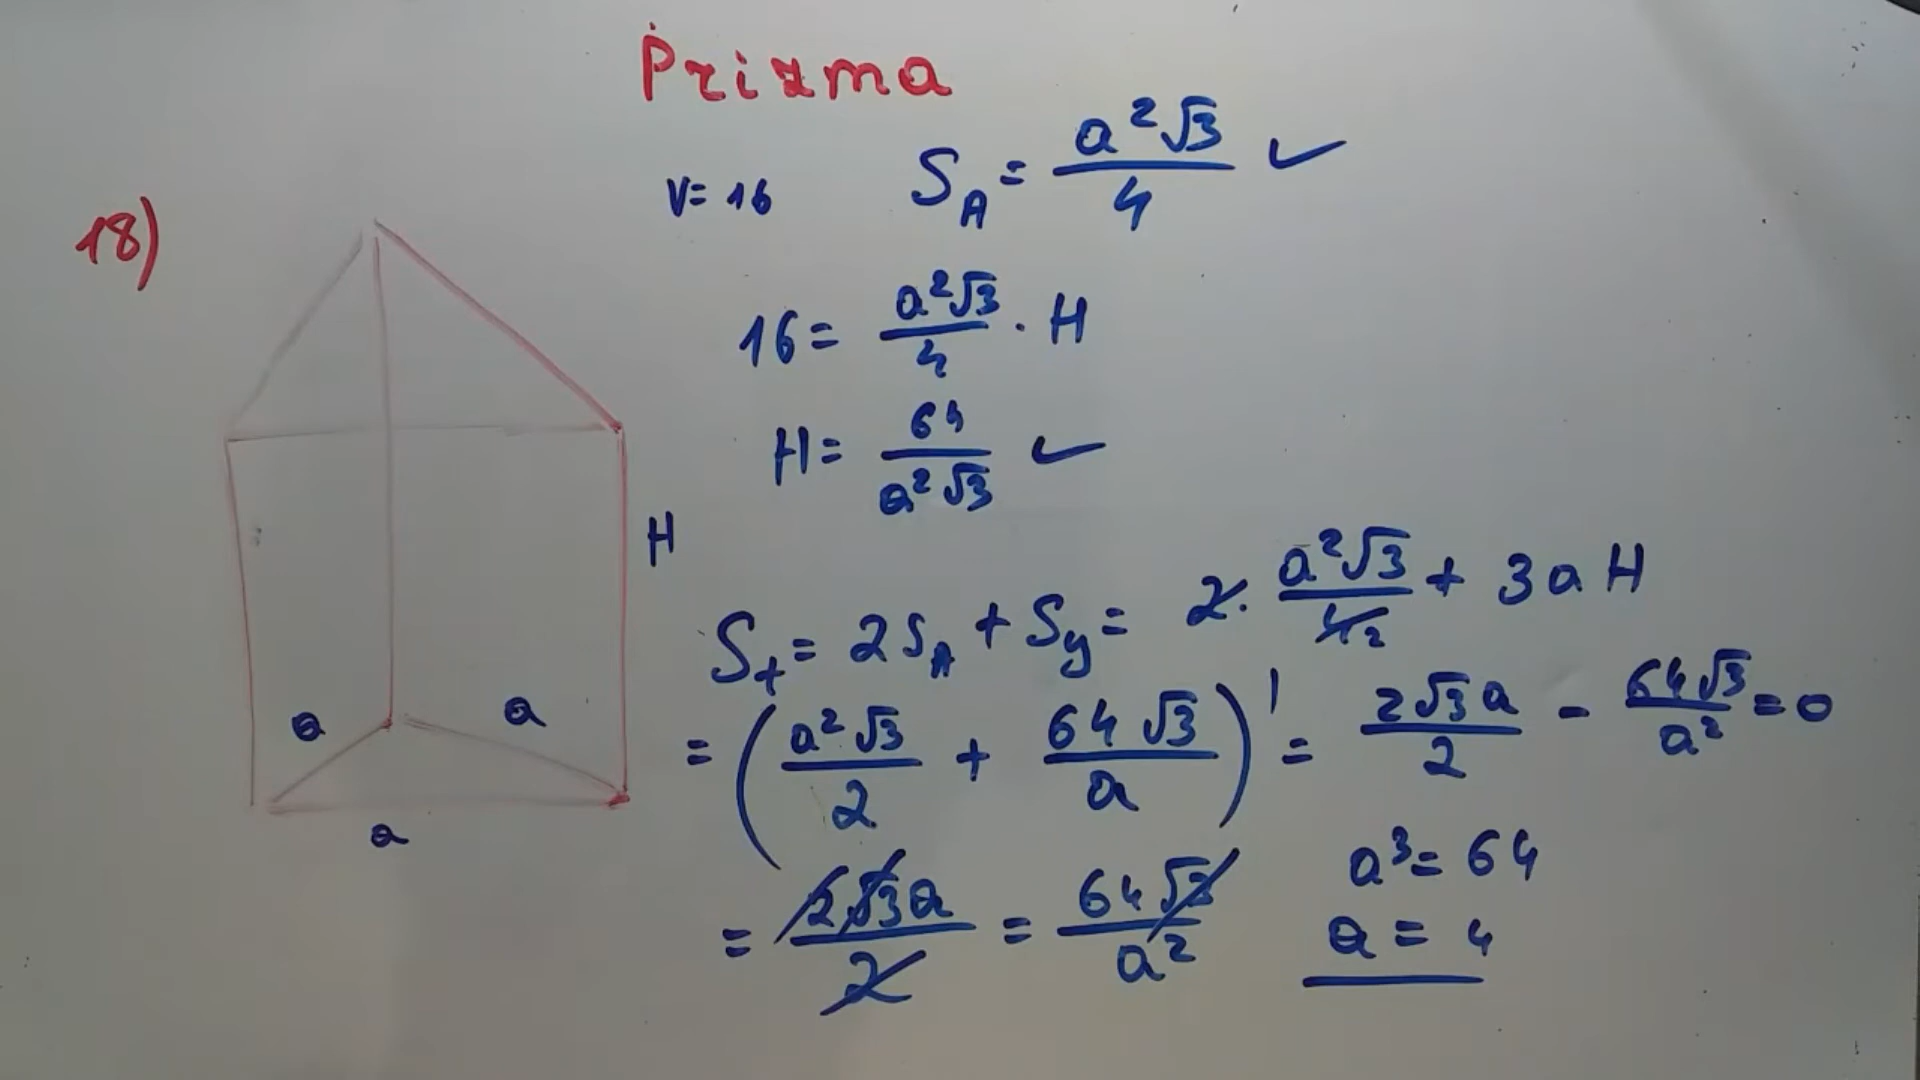 Prizma
18)
V= 16
S_A = a²√3/4 ✓
16 = a²√3/4 · H
H = 64/a²√3 ✓
H
S_t = 2S_A + S_y = 2 · a²√3/4 2 + 3aH
= (a²√3/2 + 64√3/a)' = 2√3a/2 - 64√3/a² = 0
a a
a
a³ = 64
= 2√3a/2 = 64√3/a²
a = 4